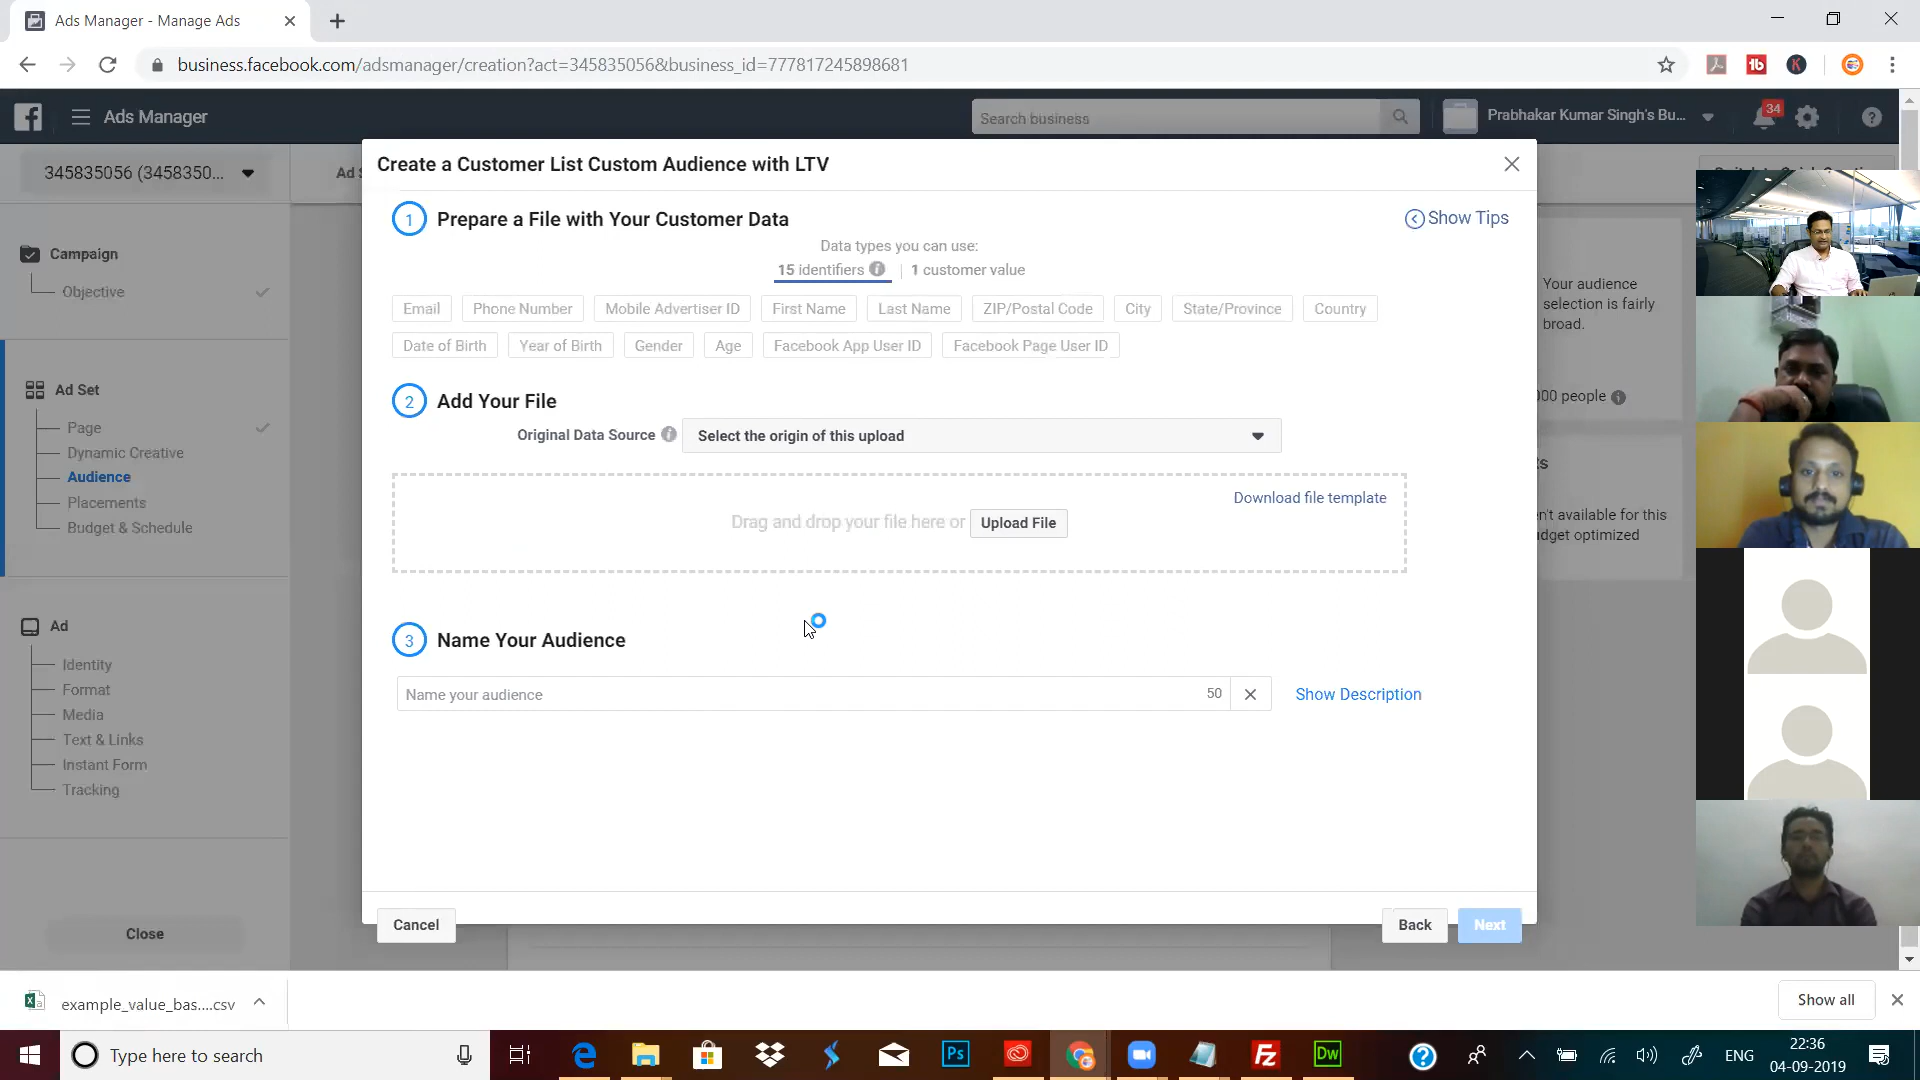 Ads Manager - Manage Ads
business.facebook.com/adsmanager/creation?act=345835056&business_id=777817245898681
Ads Manager
Search business
Prabhakar Kumar Singh's Bu...
34
345835056 (3458350...
Ad S
Create a Customer List Custom Audience with LTV
1 Prepare a File with Your Customer Data
Show Tips
Data types you can use:
15 identifiers | 1 customer value
Email Phone Number Mobile Advertiser ID First Name Last Name ZIP/Postal Code City State/Province Country
Date of Birth Year of Birth Gender Age Facebook App User ID Facebook Page User ID
2 Add Your File
Original Data Source
Select the origin of this upload
Download file template
Drag and drop your file here or Upload File
3 Name Your Audience
Name your audience 50
Show Description
Cancel
Back
Next
Campaign
Objective
Ad Set
Page
Dynamic Creative
Audience
Placements
Budget & Schedule
Ad
Identity
Format
Media
Text & Links
Instant Form
Tracking
Close
Your audience
selection is fairly
broad.
000 people
n't available for this
dget optimized
example_value_bas....csv
Show all
Type here to search
Ps
Fz
Dw
ENG
22:36
04-09-2019